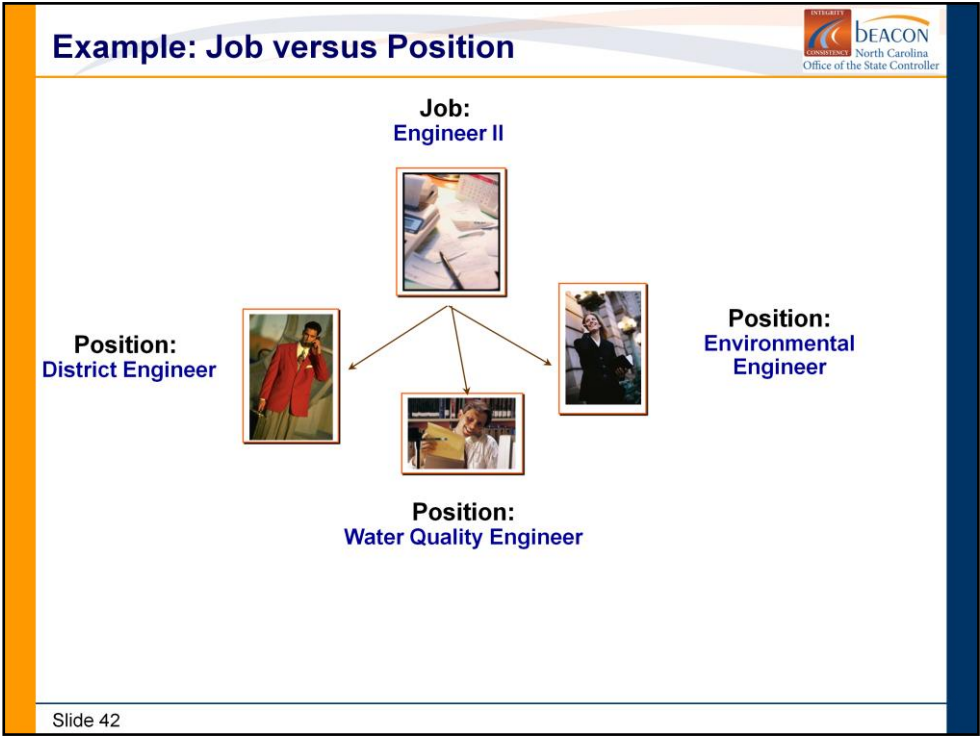 Example: Job versus Position
INTEGRITY
CONSISTENCY
BEACON
North Carolina
Office of the State Controller
Job:
Engineer II
Position:
District Engineer
Position:
Environmental
Engineer
Position:
Water Quality Engineer
Slide 42